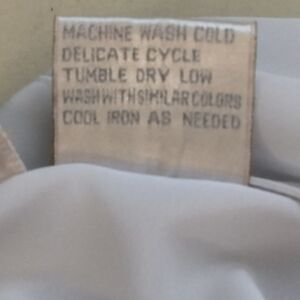 MACHINE WASH COLD
DELICATE CYCLE
TUMBLE DRY LOW
WASH WITH SIMILAR COLORS
COOL IRON AS NEEDED